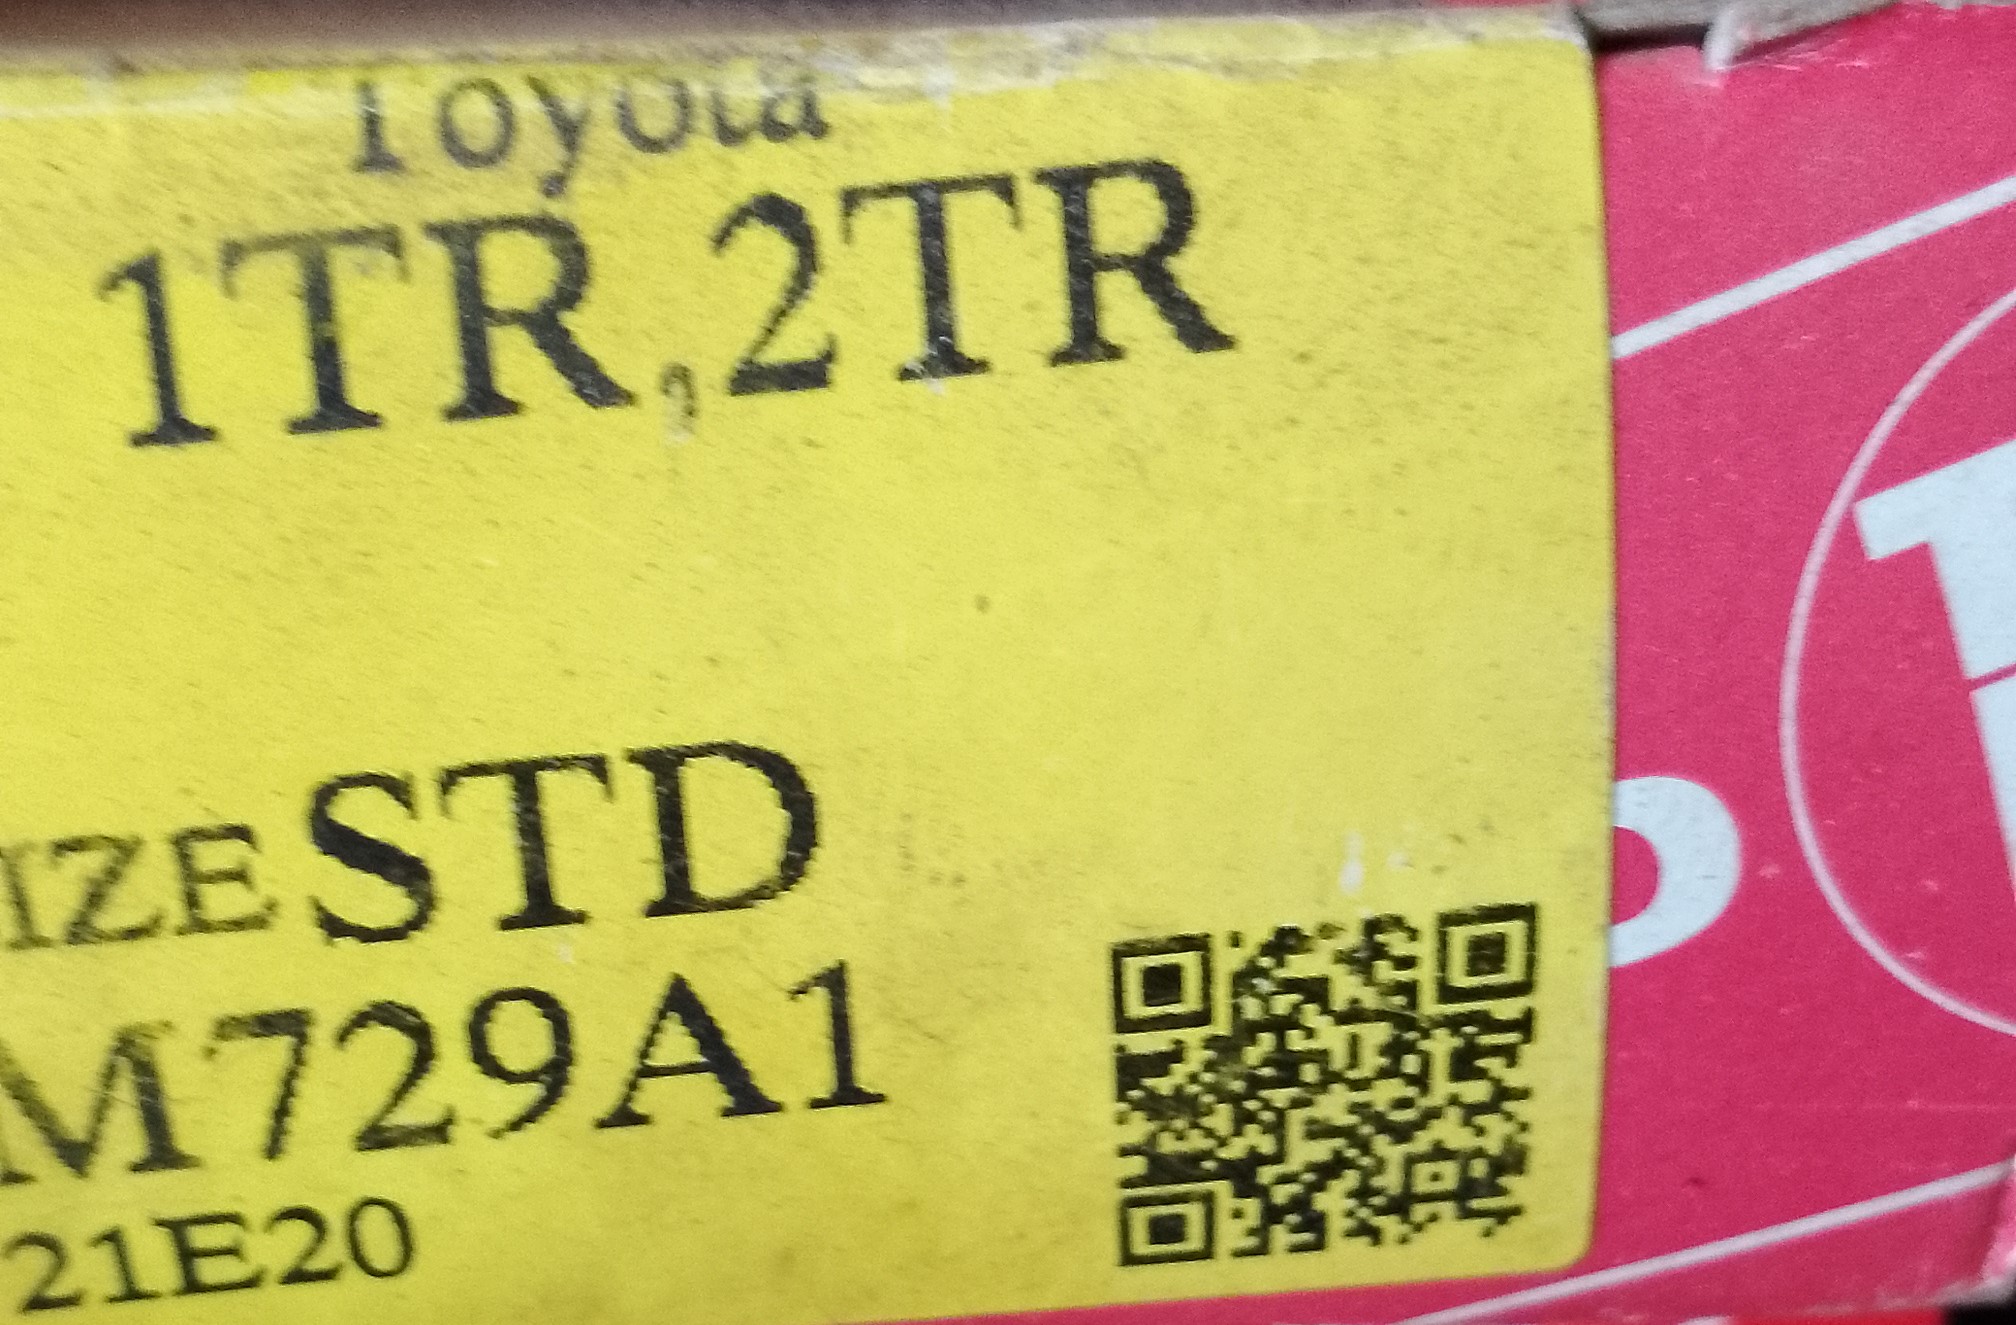 Toyota
1TR,2TR
IZE STD
M729A1
21E20